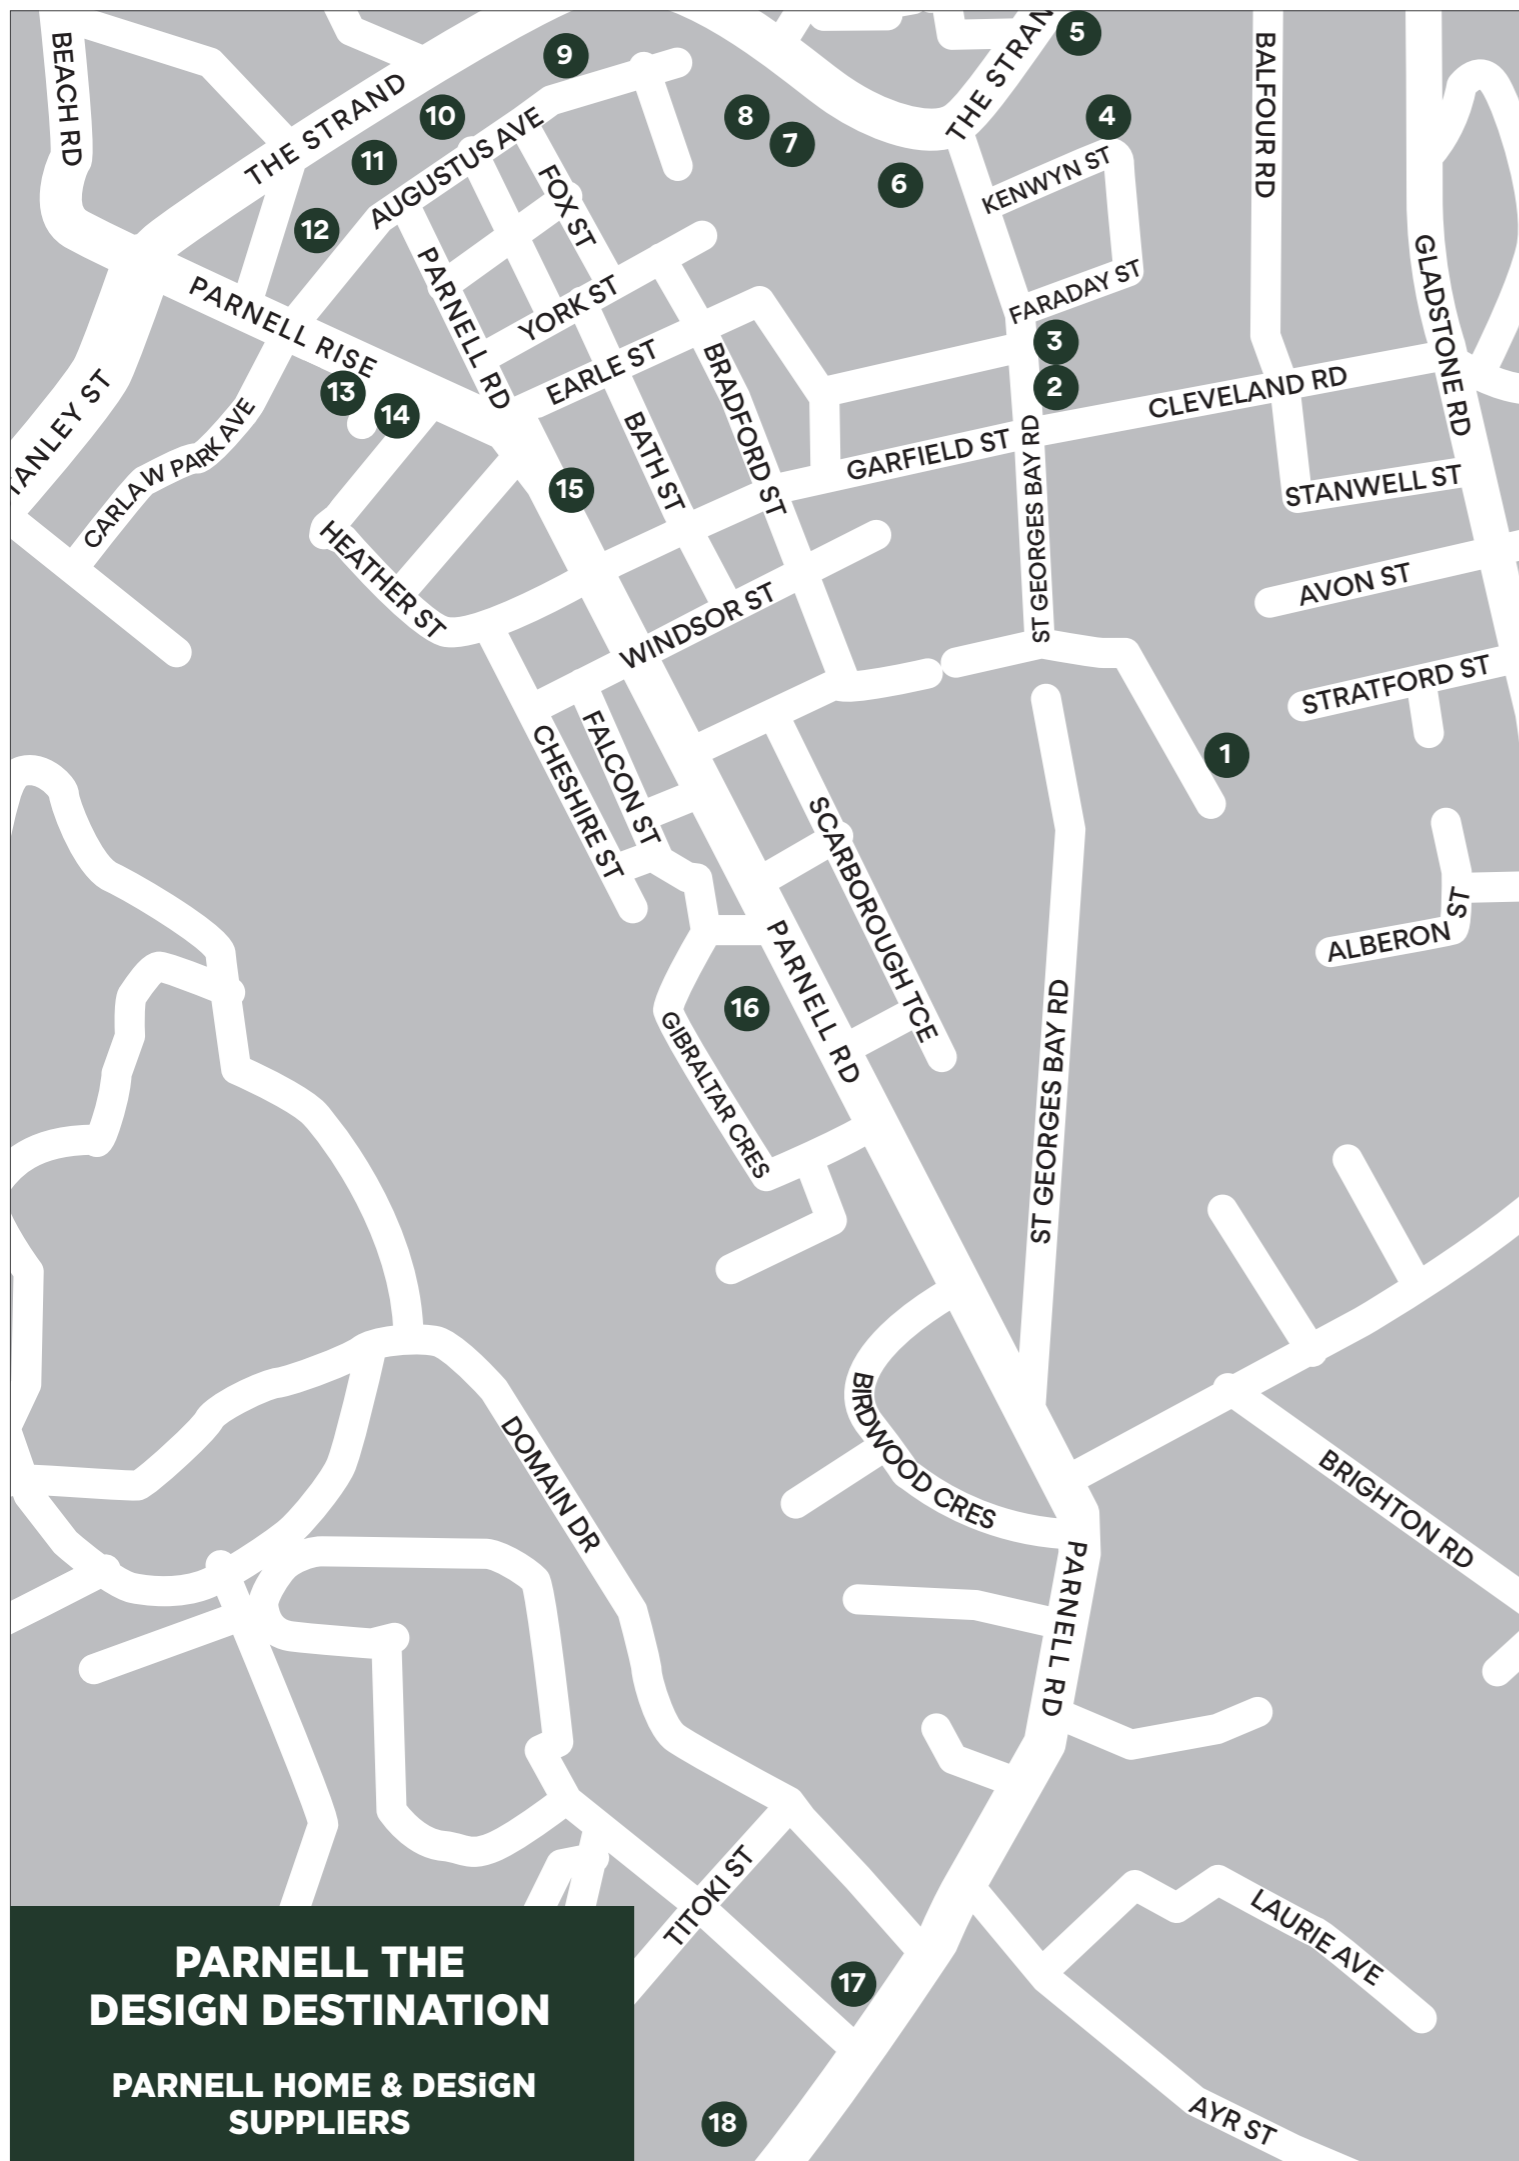 BEACH RD
THE STRAND
9
10
11
12
AUGUSTUS AVE
8
7
6
THE STRAN
5
4
KENWYN ST
FARADAY ST
BALFOUR RD
GLADSTONE RD
FOX ST
PARNELL RD
YORK ST
EARLE ST
PARNELL RISE
13
14
TANLEY ST
CARLAW PARK AVE
BRADFORD ST
BATH ST
15
3
2
CLEVELAND RD
GARFIELD ST
ST GEORGES BAY RD
STANWELL ST
AVON ST
STRATFORD ST
HEATHER ST
WINDSOR ST
1
FALCON ST
CHESHIRE ST
SCARBOROUGH TCE
ALBERON ST
PARNELL RD
16
GIBRALTAR CRES
ST GEORGES BAY RD
BIRDWOOD CRES
DOMAIN DR
BRIGHTON RD
PARNELL RD
TITOKI ST
LAURIE AVE
17
AYR ST
18
PARNELL THE
DESIGN DESTINATION
PARNELL HOME & DESiGN
SUPPLIERS